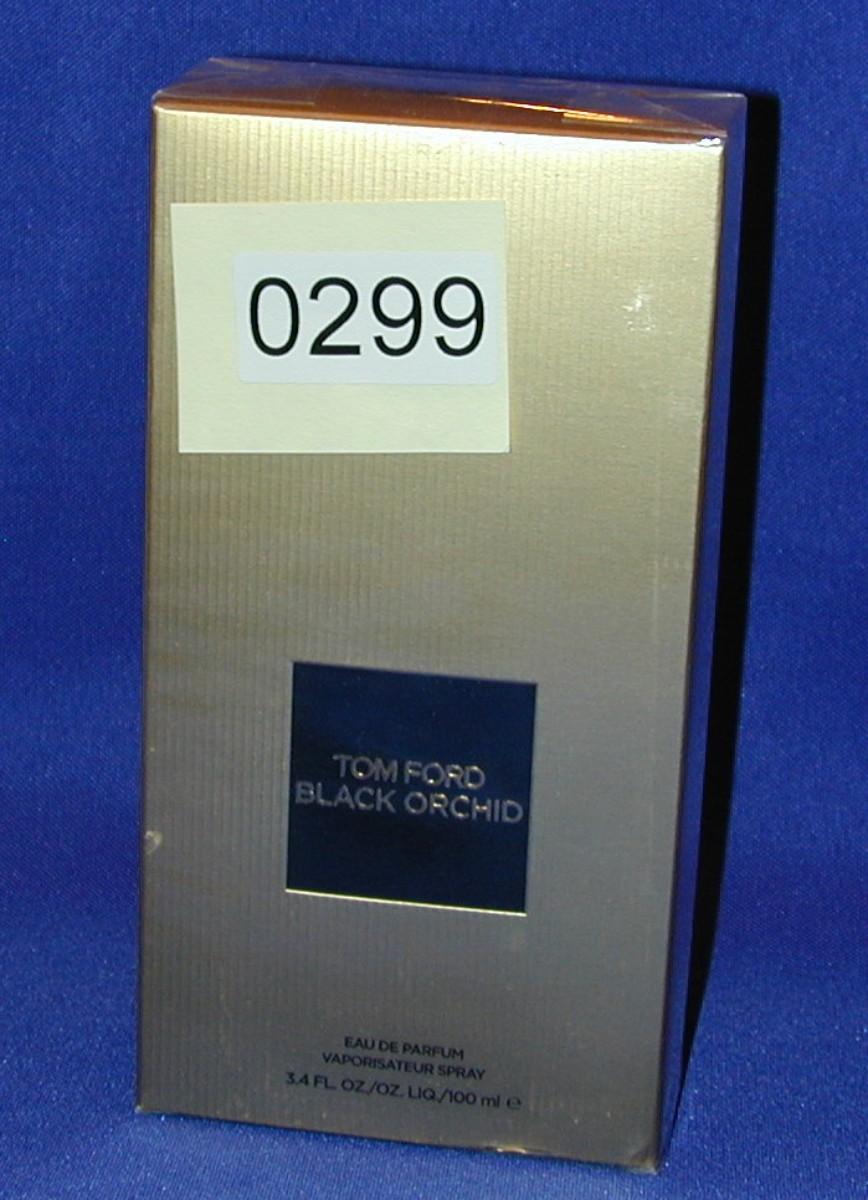 0299
TOM FORD
BLACK ORCHID
EAU DE PARFUM
VAPORISATEUR SPRAY
3.4 FL. OZ./OZ. LIQ./100 ml ℮